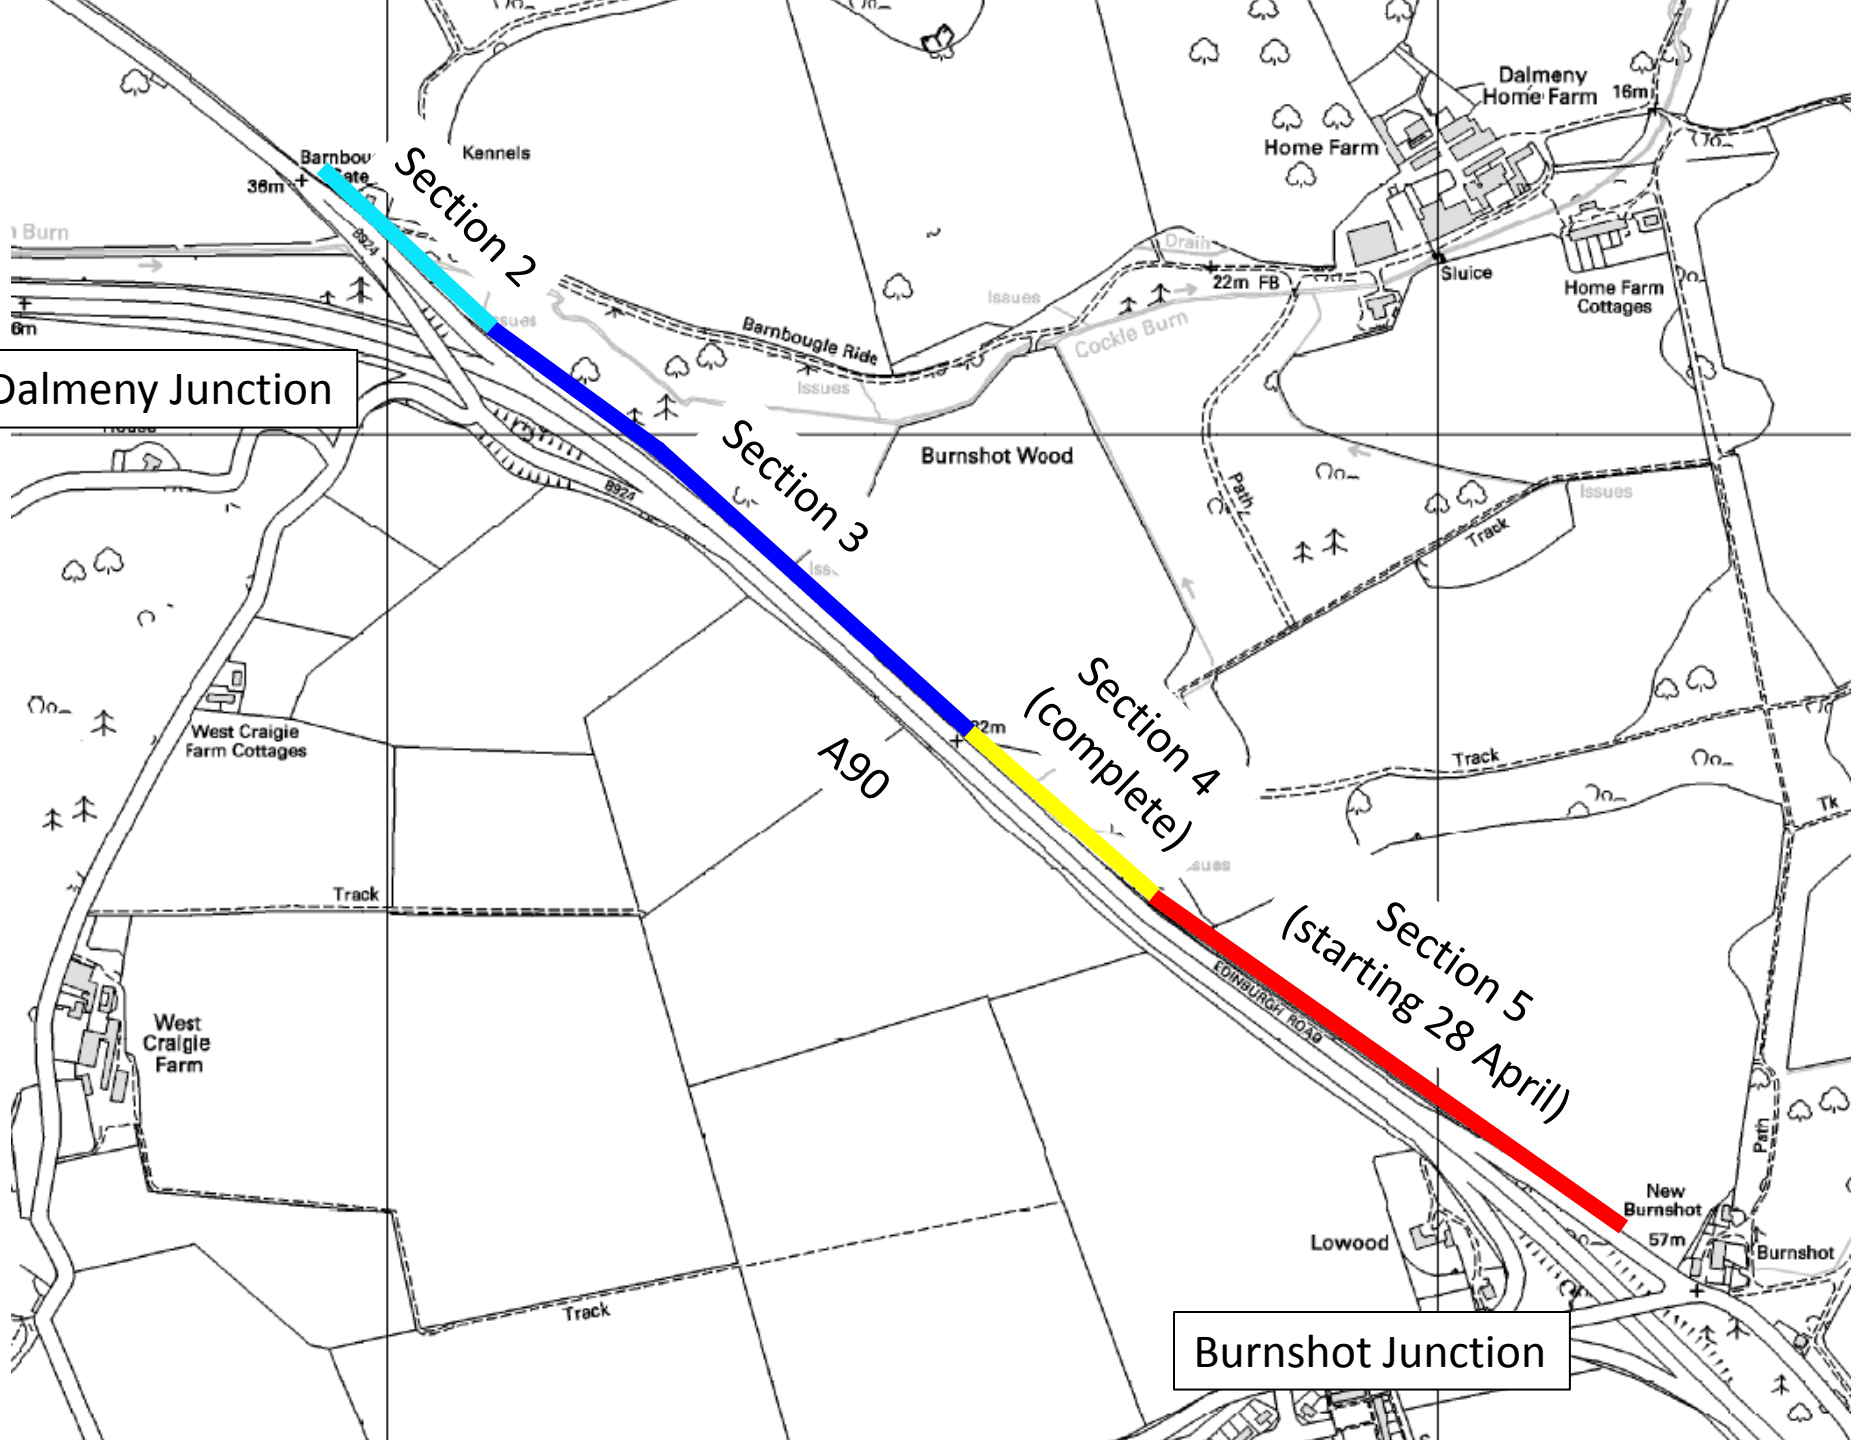 Dalmeny
Home Farm
16m
Home Farm
Kennels
Section 2
36m
8924
Burn
Drain
Sluice
22m FB
Home Farm
Cottages
Issues
Cockle Burn
Barnbougle Ride
6m
Dalmeny Junction
Issues
Section 3
Burnshot Wood
Path
Issues
Track
8924
West Craigie
Farm Cottages
A90
Section 4
(complete)
Track
Tk
Track
Section 5
(starting 28 April)
EDINBURGH ROAD
West
Craigie
Farm
Path
New
Burnshot
57m
Lowood
Burnshot
Track
Burnshot Junction